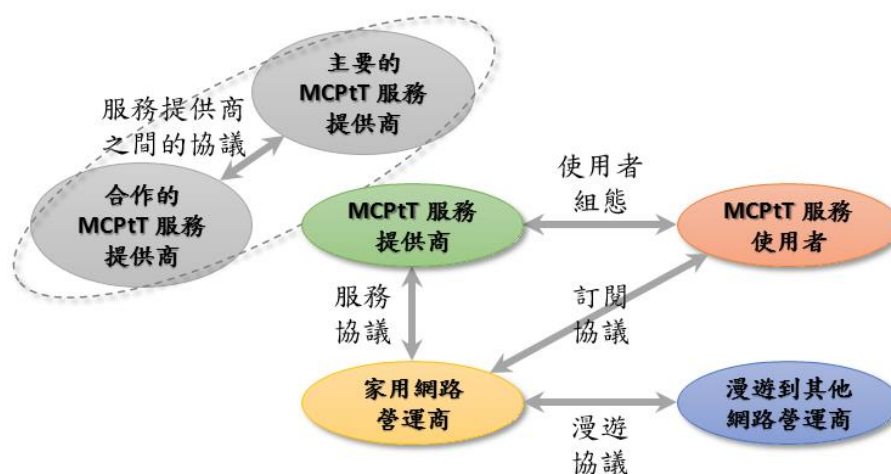 主要的
MCPtT 服務
提供商
服務提供商
之間的協議
合作的
MCPtT 服務
提供商
MCPtT 服務
提供商
使用者
組態
MCPtT 服務
使用者
服務
協議
訂閱
協議
家用網路
營運商
漫遊到其他
網路營運商
漫遊
協議